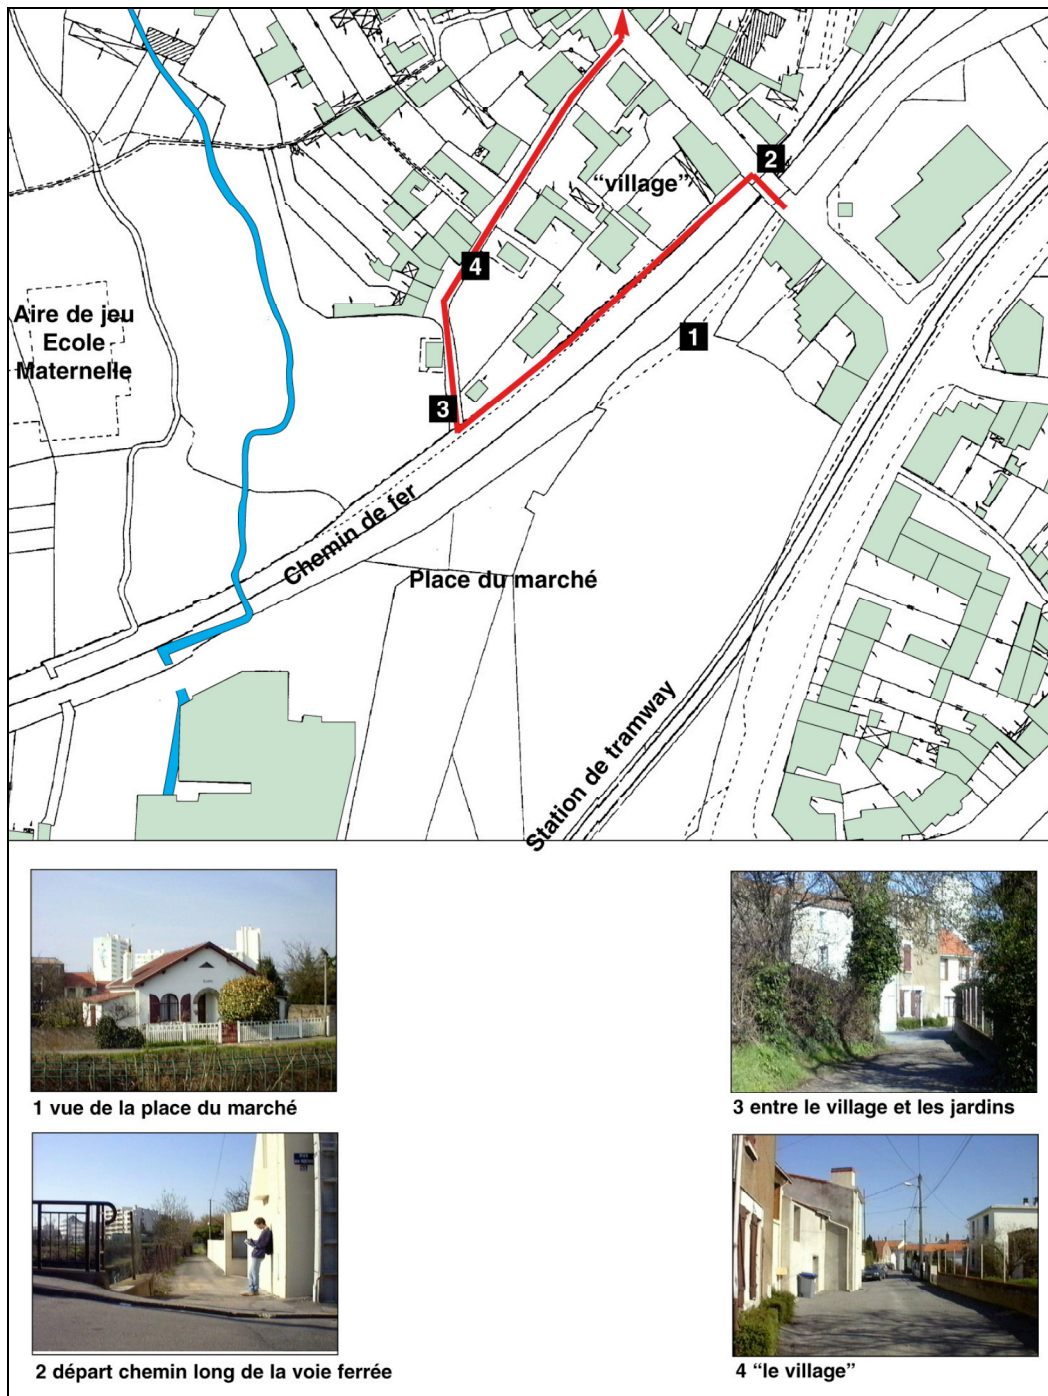 2
“village”
4
Aire de jeu
Ecole
Maternelle
1
3
Chemin de fer
Place du marché
Station de tramway
1 vue de la place du marché
3 entre le village et les jardins
2 départ chemin long de la voie ferrée
4 “le village”